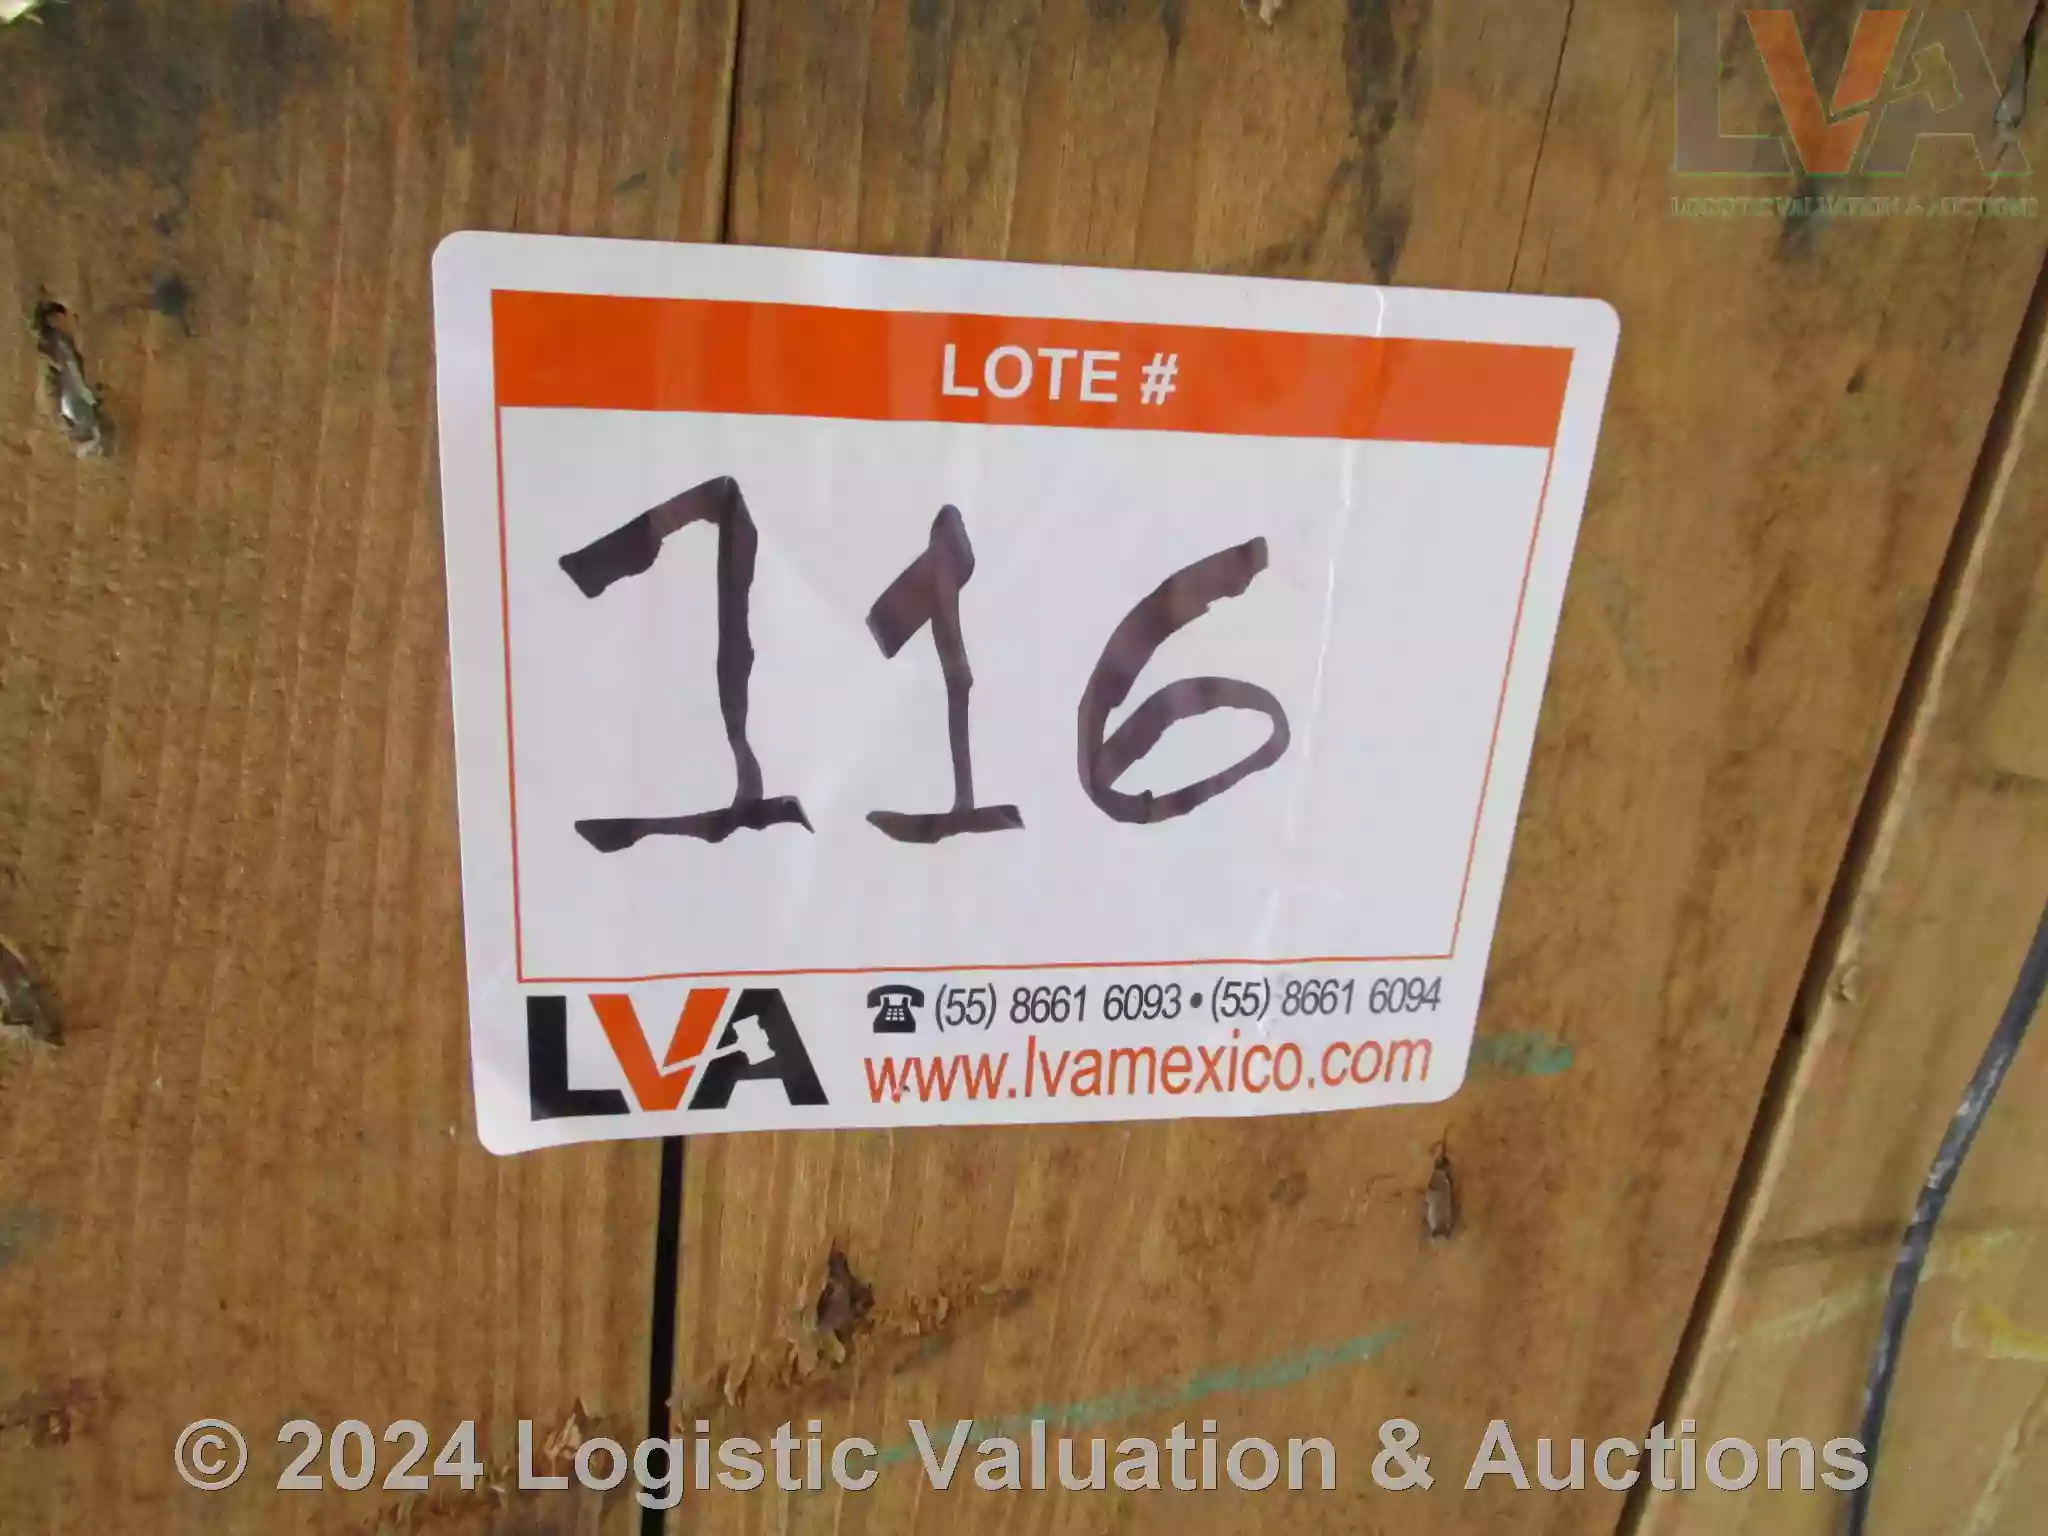 LVA
LOGISTIC VALUATION & AUCTIONS
LOTE #
116
LVA
(55) 8661 6093 • (55) 8661 6094
www.lvamexico.com
© 2024 Logistic Valuation & Auctions